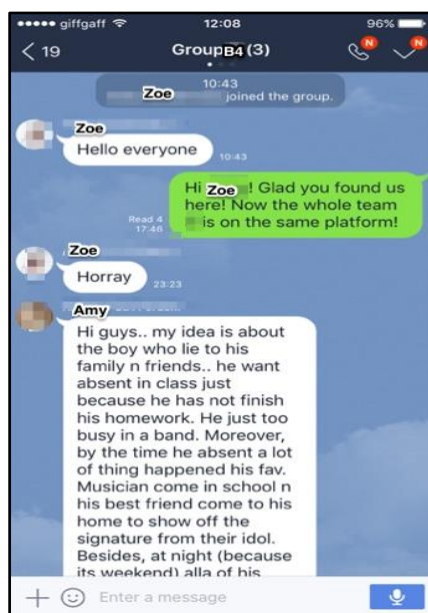 giffgaff 12:08 96%
19 Group B4 (3) N N
10:43
Zoe joined the group.
Zoe
Hello everyone 10:43
Hi Zoe! Glad you found us
here! Now the whole team
is on the same platform!
Read 4
17:46
Zoe
Horray 23:23
Amy
Hi guys.. my idea is about
the boy who lie to his
family n friends.. he want
absent in class just
because he has not finish
his homework. He just too
busy in a band. Moreover,
by the time he absent a lot
of thing happened his fav.
Musician come in school n
his best friend come to his
home to show off the
signature from their idol.
Besides, at night (because
its weekend) alla of his
Enter a message